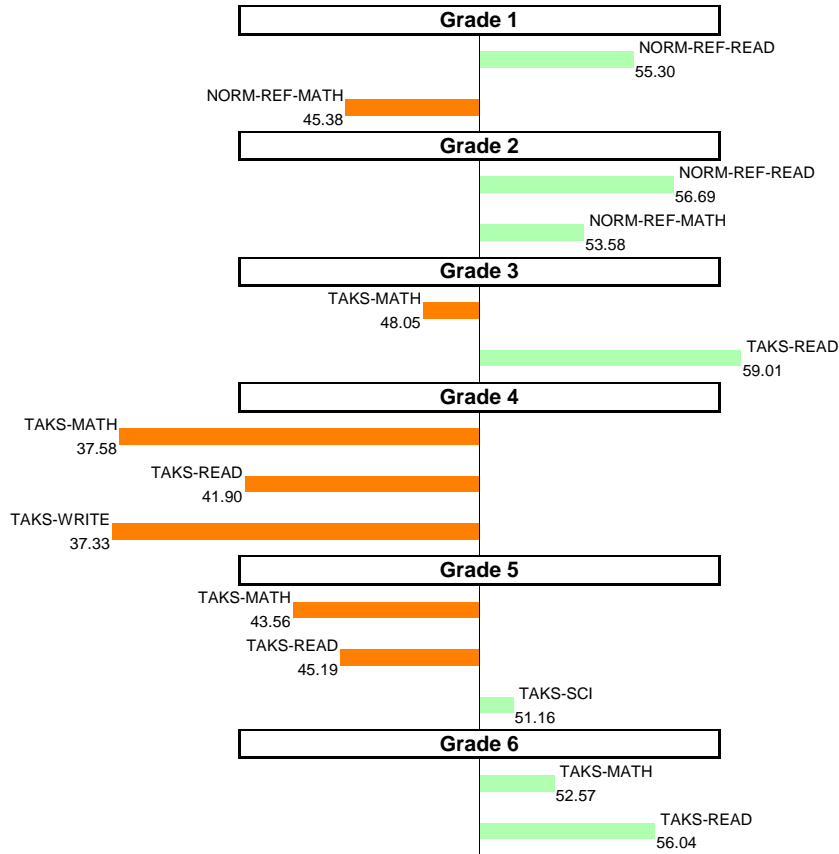 Grade 1
NORM-REF-READ
55.30
NORM-REF-MATH
45.38
Grade 2
NORM-REF-READ
56.69
NORM-REF-MATH
53.58
Grade 3
TAKS-MATH
48.05
TAKS-READ
59.01
Grade 4
TAKS-MATH
37.58
TAKS-READ
41.90
TAKS-WRITE
37.33
Grade 5
TAKS-MATH
43.56
TAKS-READ
45.19
TAKS-SCI
51.16
Grade 6
TAKS-MATH
52.57
TAKS-READ
56.04